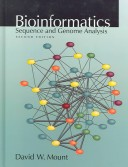 Bioinformatics
Sequence and Genome Analysis
SECOND EDITION
David W. Mount